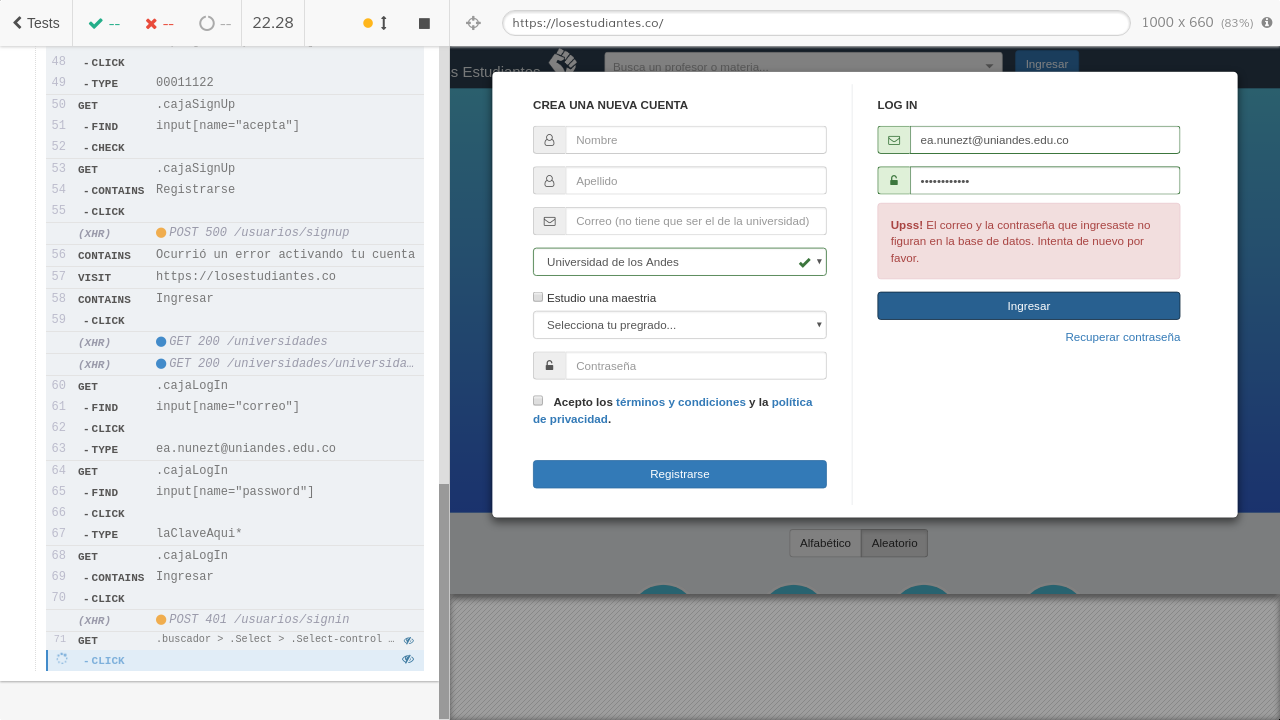 Tests
--
--
--
22.28
https://losestudiantes.co/
1000 x 660 (83%)
48 - CLICK
49 - TYPE 00011122
50 GET .cajaSignUp
51 - FIND input[name="acepta"]
52 - CHECK
53 GET .cajaSignUp
54 - CONTAINS Registrarse
55 - CLICK
(XHR) POST 500 /usuarios/signup
56 CONTAINS Ocurrió un error activando tu cuenta
57 VISIT https://losestudiantes.co
58 CONTAINS Ingresar
59 - CLICK
(XHR) GET 200 /universidades
(XHR) GET 200 /universidades/universida…
60 GET .cajaLogIn
61 - FIND input[name="correo"]
62 - CLICK
63 - TYPE ea.nunezt@uniandes.edu.co
64 GET .cajaLogIn
65 - FIND input[name="password"]
66 - CLICK
67 - TYPE laClaveAqui*
68 GET .cajaLogIn
69 - CONTAINS Ingresar
70 - CLICK
(XHR) POST 401 /usuarios/signin
71 GET .buscador > .Select > .Select-control …
- CLICK
s Estudiantes
Busca un profesor o materia...
Ingresar
CREA UNA NUEVA CUENTA
Nombre
Apellido
Correo (no tiene que ser el de la universidad)
Universidad de los Andes
Estudio una maestria
Selecciona tu pregrado...
Contraseña
Acepto los términos y condiciones y la política
de privacidad.
Registrarse
LOG IN
ea.nunezt@uniandes.edu.co
••••••••••••
Upss! El correo y la contraseña que ingresaste no
figuran en la base de datos. Intenta de nuevo por
favor.
Ingresar
Recuperar contraseña
Alfabético
Aleatorio